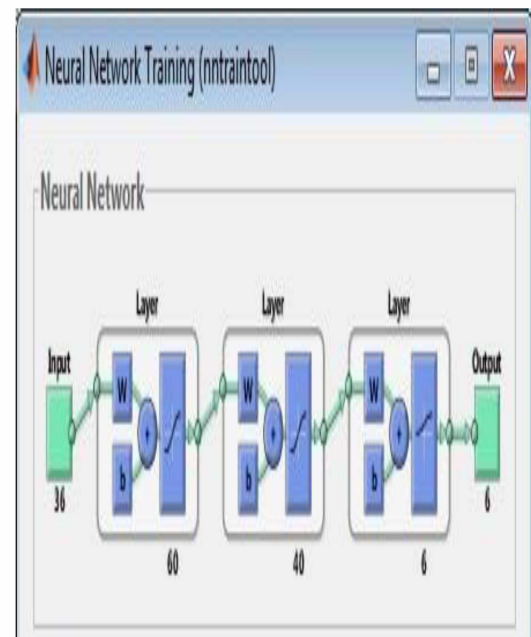 Neural Network Training (nntraintool)
Neural Network
Layer Layer Layer
Input Output
W W W
+ + +
b b b
36 6
60 40 6